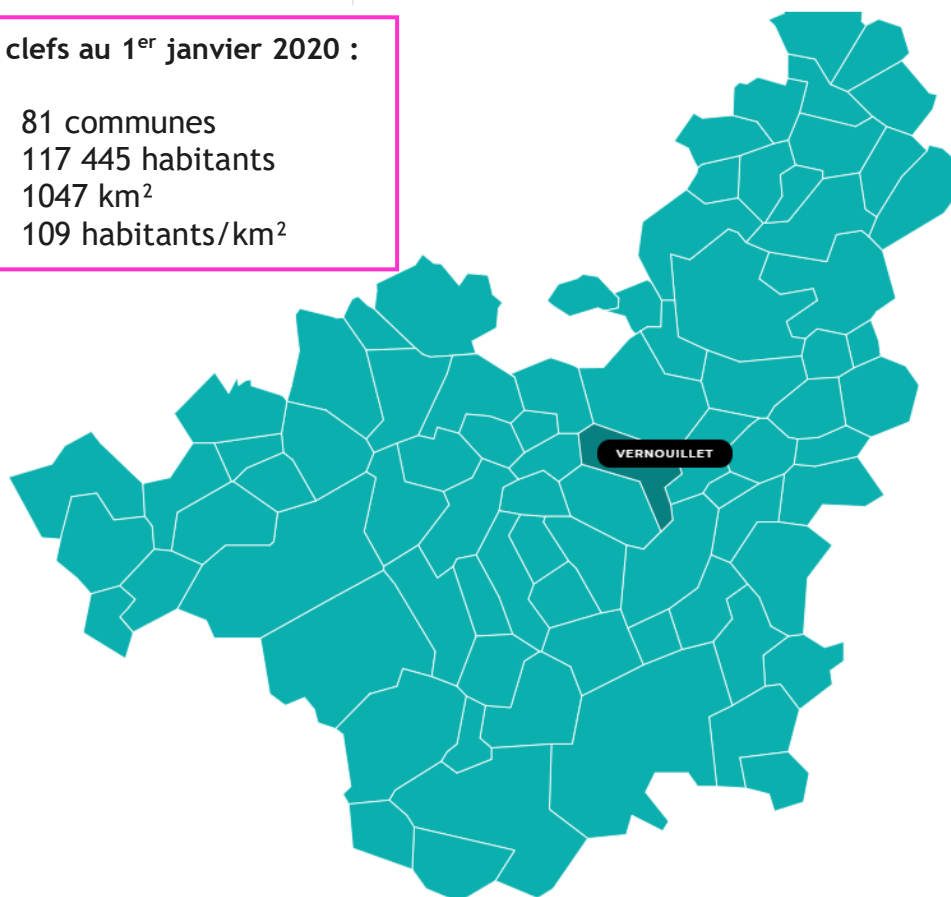 clefs au 1er janvier 2020 :
81 communes
117 445 habitants
1047 km²
109 habitants/km²
VERNOUILLET